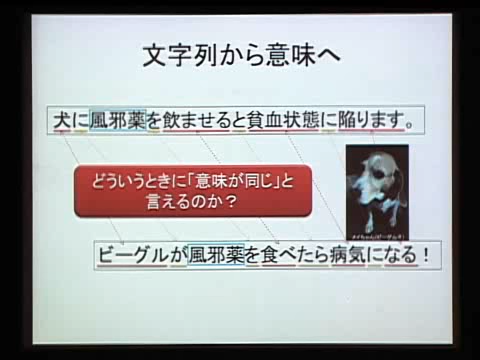 文字列から意味へ
犬に風邪薬を飲ませると貧血状態に陥ります。
どういうときに「意味が同じ」と
言えるのか？
ビーグルが風邪薬を食べたら病気になる！